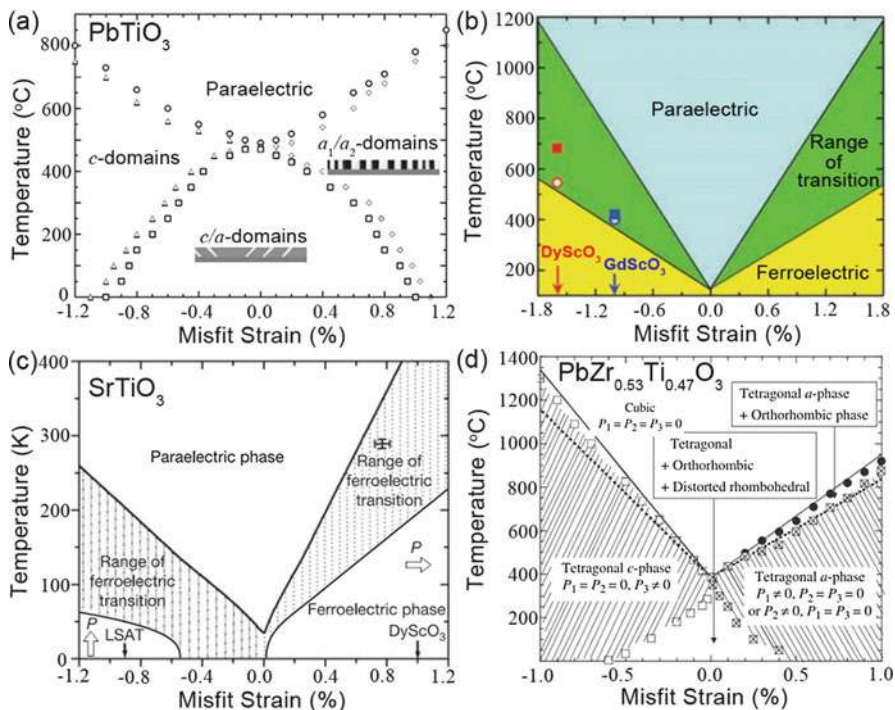 (a)
PbTiO3
800
600
400
200
0
Temperature (°C)
Paraelectric
c-domains
a1/a2-domains
c/a-domains
-1.2 -0.8 -0.4 0.0 0.4 0.8 1.2
Misfit Strain (%)
(b)
1200
1000
800
600
400
200
Temperature (°C)
Paraelectric
Range
of
transition
DyScO3
GdScO3
Ferroelectric
-1.8 -1.2 -0.6 0.0 0.6 1.2 1.8
Misfit Strain (%)
(c)
SrTiO3
400
300
200
100
0
Temperature (K)
Paraelectric phase
Range of
ferroelectric
transition
Range of
ferroelectric
transition
P
P
LSAT
Ferroelectric phase
DyScO3
-1.2 -0.8 -0.4 0.0 0.4 0.8 1.2
Misfit Strain (%)
(d)
PbZr0.53Ti0.47O3
1400
1200
1000
800
600
400
200
0
Temperature (°C)
Cubic
P1 = P2 = P3 = 0
Tetragonal a-phase
+ Orthorhombic phase
Tetragonal
+ Orthorhombic
+ Distorted rhombohedral
Tetragonal c-phase
P1 = P2 = 0, P3 ≠ 0
Tetragonal a-phase
P1 ≠ 0, P2 = P3 = 0
or P2 ≠ 0, P1 = P3 = 0
-1.0 -0.5 0.0 0.5 1.0
Misfit Strain (%)